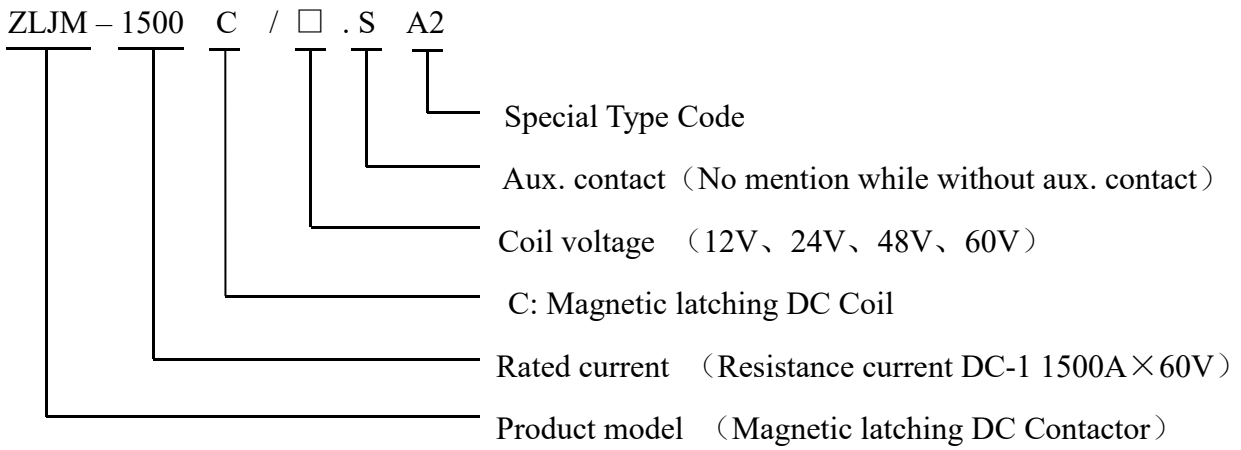 ZLJM – 1500 C / □ . S A2
Special Type Code
Aux. contact（No mention while without aux. contact）
Coil voltage （12V、24V、48V、60V）
C: Magnetic latching DC Coil
Rated current （Resistance current DC-1 1500A×60V）
Product model （Magnetic latching DC Contactor）